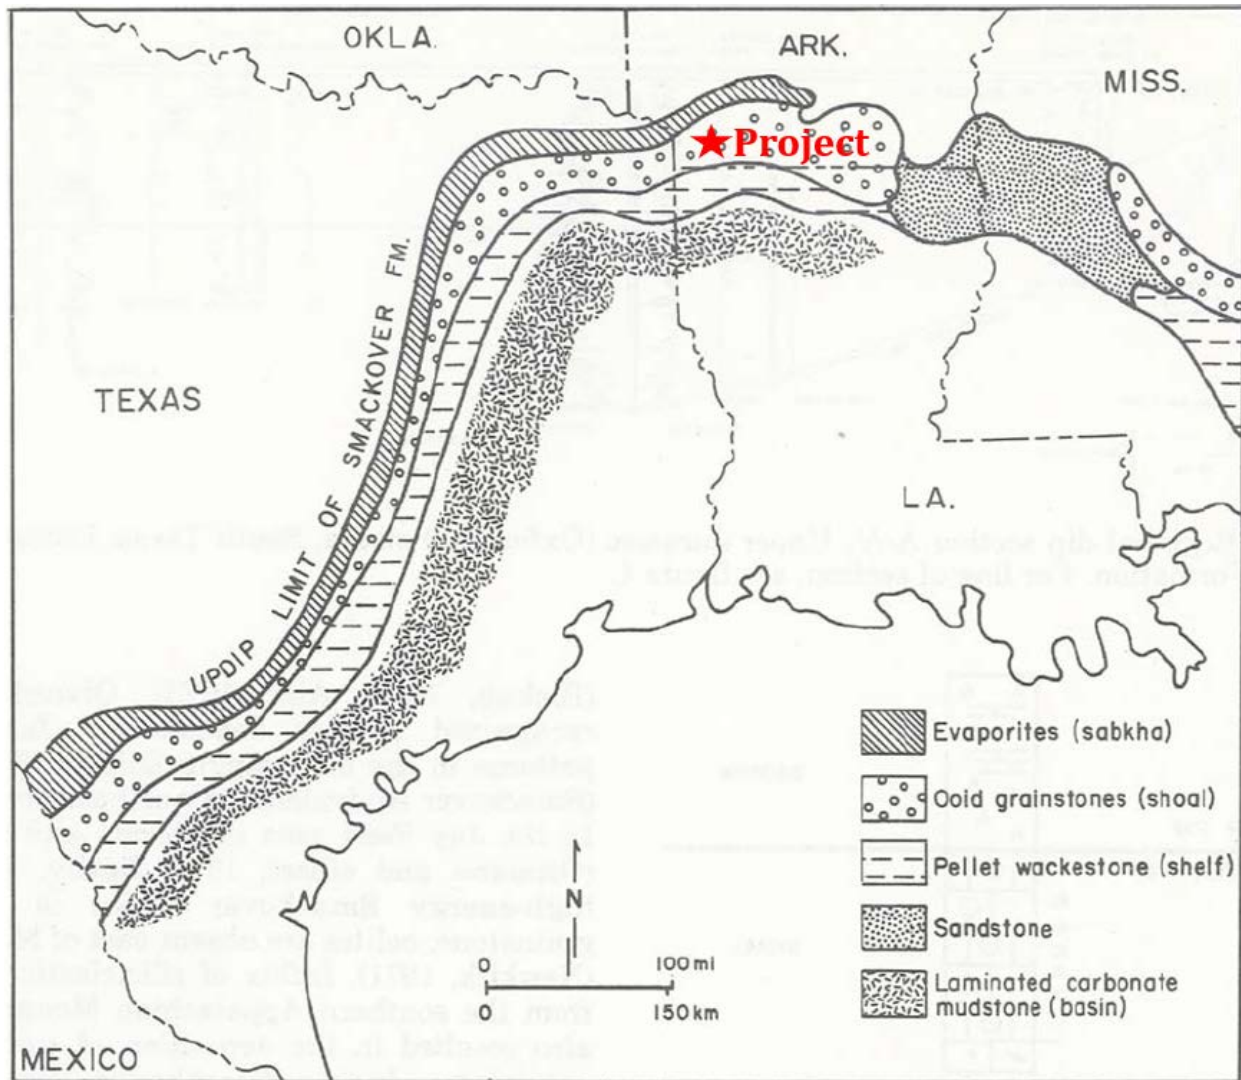 OKLA.
ARK.
MISS.
Project
TEXAS
UPDIP LIMIT OF SMACKOVER FM.
LA.
Evaporites (sabkha)
Ooid grainstones (shoal)
Pellet wackestone (shelf)
Sandstone
Laminated carbonate
mudstone (basin)
N
0 100 mi
0 150 km
MEXICO